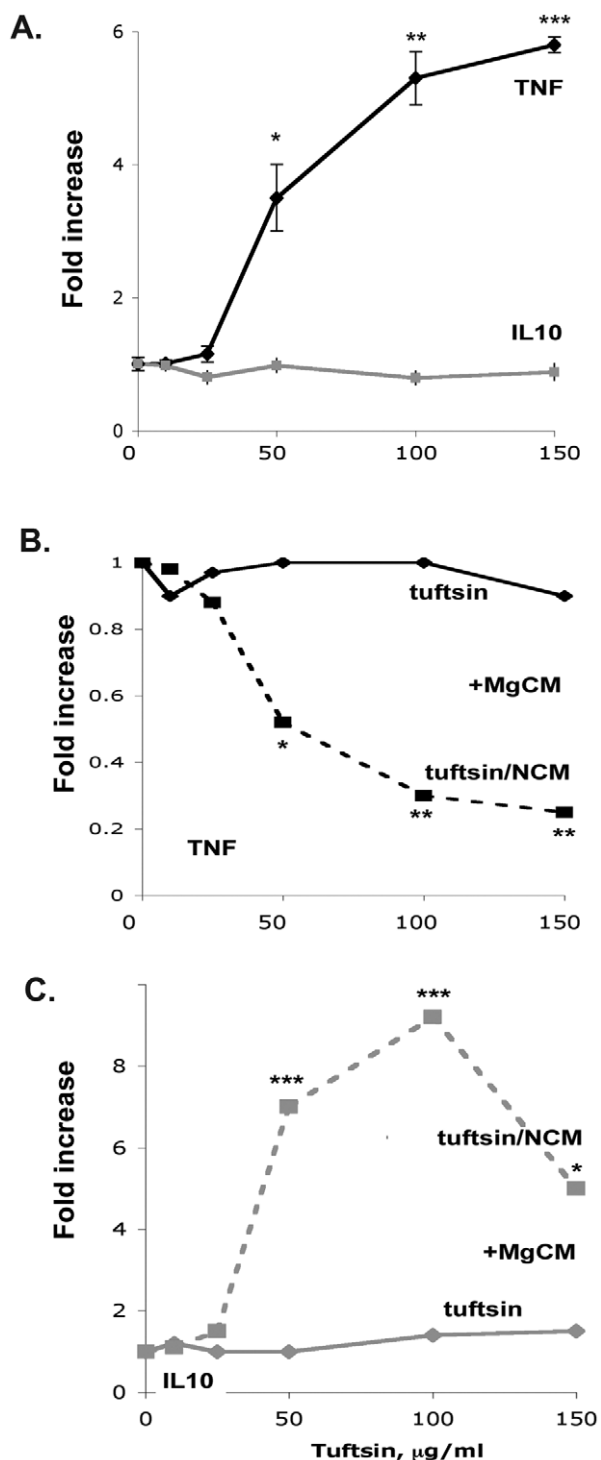 A.
Fold increase
6
4
2
0
*
**
***
TNF
IL10
0
50
100
150
B.
Fold increase
1
0.8
0.6
0.4
0.2
0
tuftsin
+MgCM
*
tuftsin/NCM
**
**
TNF
0
50
100
150
C.
Fold increase
8
6
4
2
0
***
***
tuftsin/NCM
*
+MgCM
tuftsin
IL10
0
50
100
150
Tuftsin, μg/ml